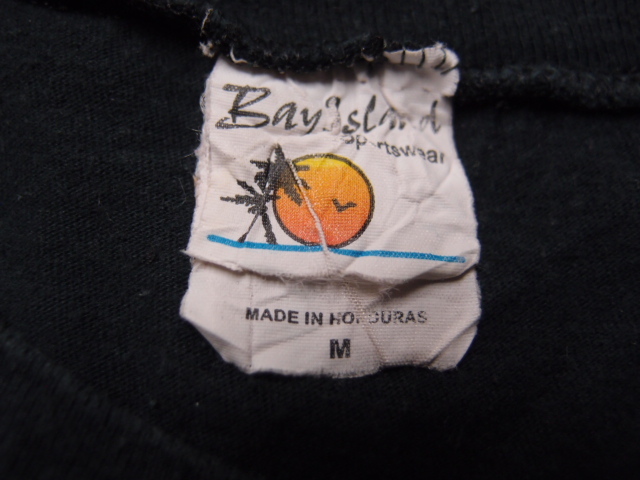 Bay Island
Sportswear
MADE IN HONDURAS
M